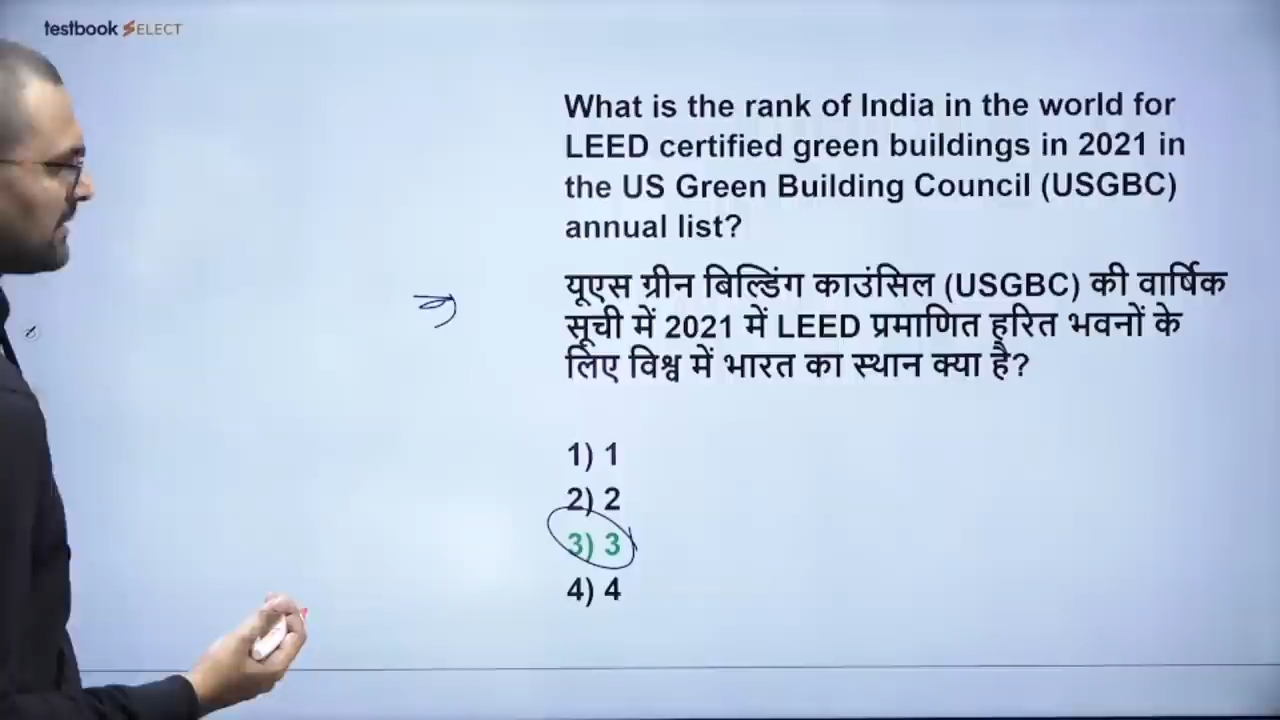 testbook SELECT
What is the rank of India in the world for
LEED certified green buildings in 2021 in
the US Green Building Council (USGBC)
annual list?
यूएस ग्रीन बिल्डिंग काउंसिल (USGBC) की वार्षिक
सूची में 2021 में LEED प्रमाणित हरित भवनों के
लिए विश्व में भारत का स्थान क्या है?
1) 1
2) 2
3) 3
4) 4